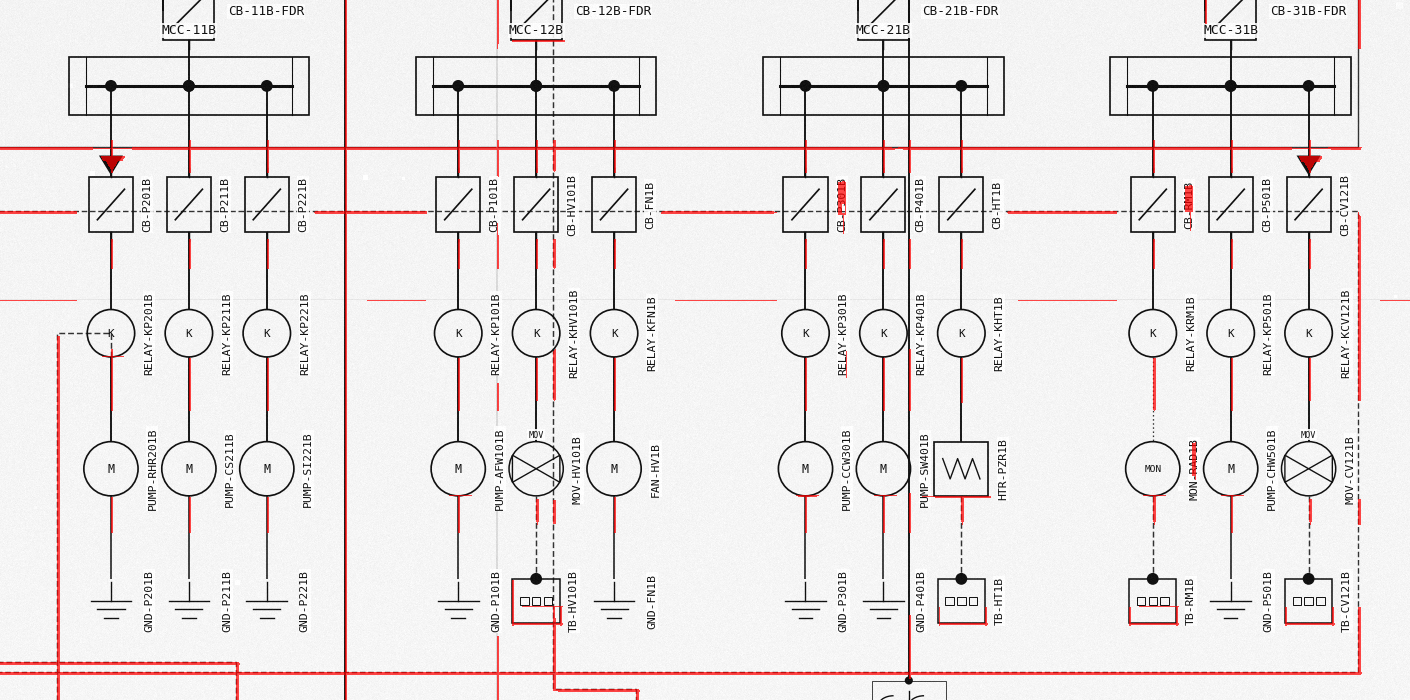 CB-11B-FDR
CB-12B-FDR
CB-21B-FDR
CB-31B-FDR
MCC-11B
MCC-12B
MCC-21B
MCC-31B
CB-P201B
CB-P211B
CB-P221B
CB-P101B
CB-HV101B
CB-FN1B
CB-P301B
CB-P401B
CB-HT1B
CB-RM1B
CB-P501B
CB-CV121B
K
K
K
K
K
K
K
K
K
K
K
K
RELAY-KP201B
RELAY-KP211B
RELAY-KP221B
RELAY-KP101B
RELAY-KHV101B
RELAY-KFN1B
RELAY-KP301B
RELAY-KP401B
RELAY-KHT1B
RELAY-KRM1B
RELAY-KP501B
RELAY-KCV121B
MOV
MOV
M
M
M
M
M
M
M
MON
M
PUMP-RHR201B
PUMP-CS211B
PUMP-SI221B
PUMP-AFW101B
MOV-HV101B
FAN-HV1B
PUMP-CCW301B
PUMP-SW401B
HTR-PZR1B
MON-RAD1B
PUMP-CHW501B
MOV-CV121B
GND-P201B
GND-P211B
GND-P221B
GND-P101B
TB-HV101B
GND-FN1B
GND-P301B
GND-P401B
TB-HT1B
TB-RM1B
GND-P501B
TB-CV121B